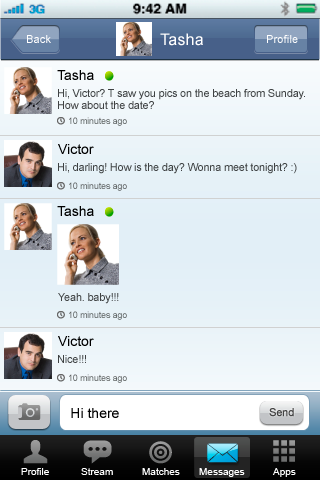 3G 9:42 AM
Back Tasha Profile
Tasha
Hi, Victor? T saw you pics on the beach from Sunday.
How about the date?
10 minutes ago
Victor
Hi, darling! How is the day? Wonna meet tonight? :)
10 minutes ago
Tasha
Yeah. baby!!!
10 minutes ago
Victor
Nice!!!
10 minutes ago
Hi there Send
Profile Stream Matches Messages Apps